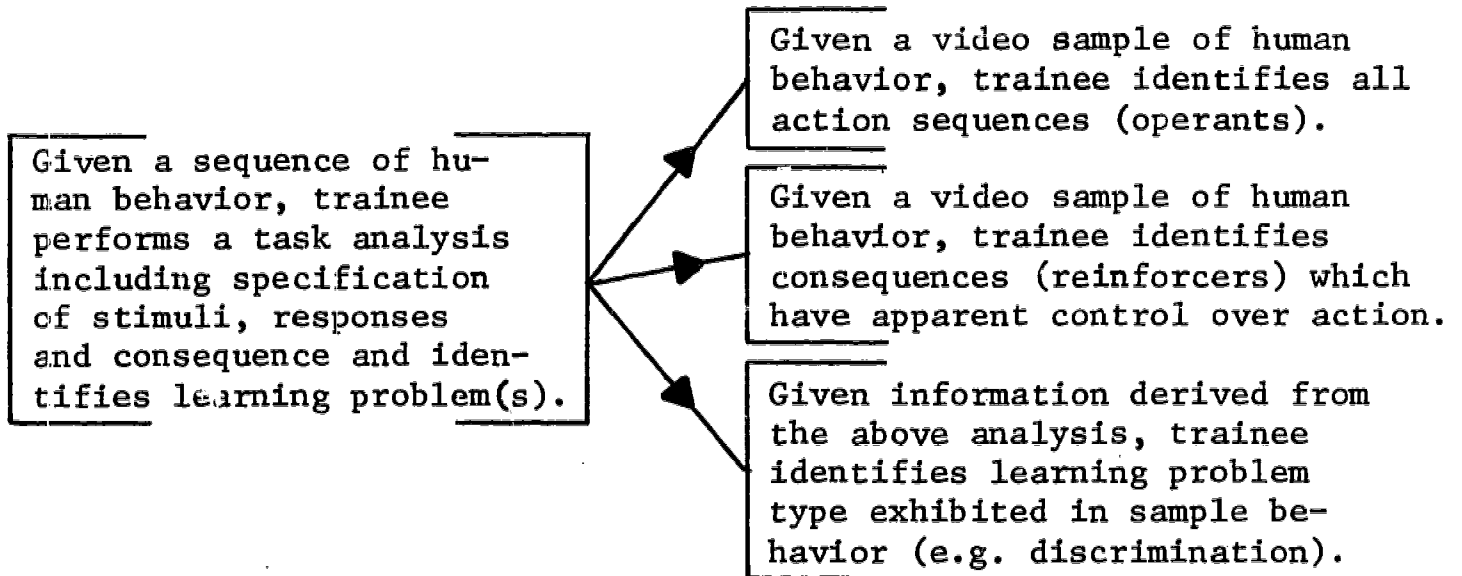 Given a sequence of hu-
man behavior, trainee
performs a task analysis
including specification
of stimuli, responses
and consequence and iden-
tifies learning problem(s).
Given a video sample of human
behavior, trainee identifies all
action sequences (operants).
Given a video sample of human
behavior, trainee identifies
consequences (reinforcers) which
have apparent control over action.
Given information derived from
the above analysis, trainee
identifies learning problem
type exhibited in sample be-
havior (e.g. discrimination).